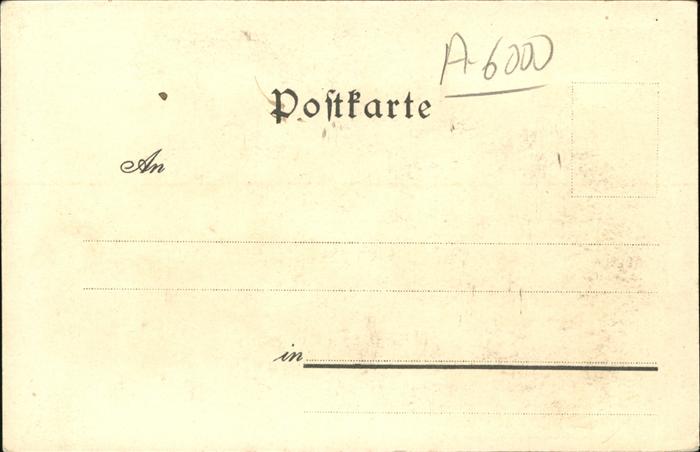 A-6000
Postkarte
An
in